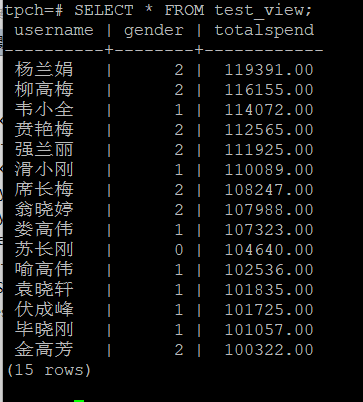 tpch=# SELECT * FROM test_view;
username | gender | totalspend
----------+--------+------------
杨兰娟 | 2 | 119391.00
柳高梅 | 2 | 116155.00
韦小全 | 1 | 114072.00
贲艳梅 | 2 | 112565.00
强兰丽 | 2 | 111925.00
滑小刚 | 1 | 110089.00
席长梅 | 2 | 108247.00
翁晓婷 | 2 | 107988.00
娄高伟 | 1 | 107323.00
苏长刚 | 0 | 104640.00
喻高伟 | 1 | 102536.00
袁晓轩 | 1 | 101835.00
伏成峰 | 1 | 101725.00
毕晓刚 | 1 | 101057.00
金高芳 | 2 | 100322.00
(15 rows)